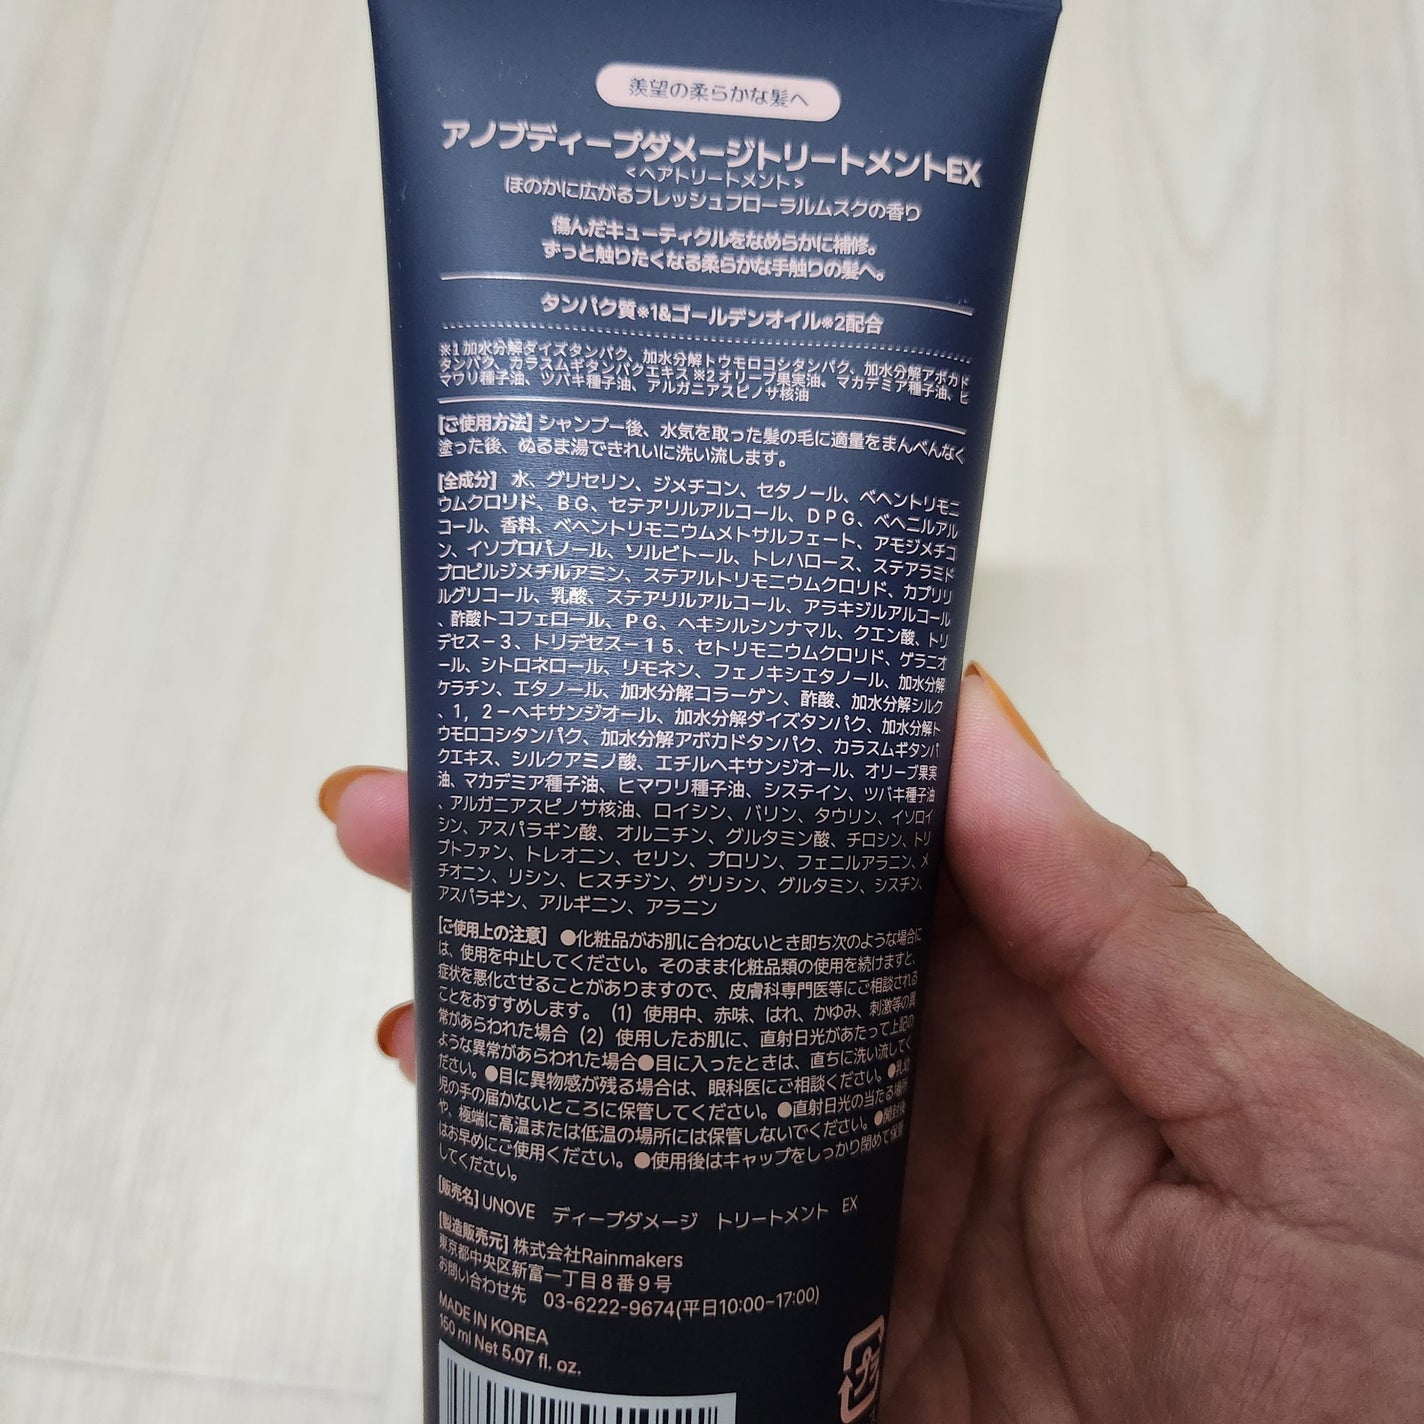 羨望の柔らかな髪へ
アノブディープダメージトリートメントEX
<ヘアトリートメント>
ほのかに広がるフレッシュフローラルムスクの香り
傷んだキューティクルをなめらかに補修。
ずっと触りたくなる柔らかな手触りの髪へ。
タンパク質※1&ゴールデンオイル※2配合
※1 加水分解ダイズタンパク、加水分解トウモロコシタンパク、加水分解アボカド
タンパク、カラスムギタンパクエキス ※2 オリーブ果実油、マカデミア種子油、ヒ
マワリ種子油、ツバキ種子油、アルガニアスピノサ核油
[ご使用方法] シャンプー後、水気を取った髪の毛に適量をまんべんなく
塗った後、ぬるま湯できれいに洗い流します。
[全成分] 水、グリセリン、ジメチコン、セタノール、ベヘントリモニ
ウムクロリド、BG、セテアリルアルコール、DPG、ベヘニルアル
コール、香料、ベヘントリモニウムメトサルフェート、アモジメチコ
ン、イソプロパノール、ソルビトール、トレハロース、ステアラミド
プロピルジメチルアミン、ステアルトリモニウムクロリド、カプリリ
ルグリコール、乳酸、ステアリルアルコール、アラキジルアルコール
、酢酸トコフェロール、PG、ヘキシルシンナマル、クエン酸、トリ
デセス－3、トリデセス－15、セトリモニウムクロリド、ゲラニオ
ール、シトロネロール、リモネン、フェノキシエタノール、加水分解
ケラチン、エタノール、加水分解コラーゲン、酢酸、加水分解シルク
、1,2－ヘキサンジオール、加水分解ダイズタンパク、加水分解ト
ウモロコシタンパク、加水分解アボカドタンパク、カラスムギタンパ
クエキス、シルクアミノ酸、エチルヘキサンジオール、オリーブ果実
油、マカデミア種子油、ヒマワリ種子油、システイン、ツバキ種子油
、アルガニアスピノサ核油、ロイシン、バリン、タウリン、イソロイ
シン、アスパラギン酸、オルニチン、グルタミン酸、チロシン、トリ
プトファン、トレオニン、セリン、プロリン、フェニルアラニン、メ
チオニン、リシン、ヒスチジン、グリシン、グルタミン、シスチン、
アスパラギン、アルギニン、アラニン
[ご使用上の注意] ●化粧品がお肌に合わないとき即ち次のような場合に
は、使用を中止してください。そのまま化粧品類の使用を続けますと、
症状を悪化させることがありますので、皮膚科専門医等にご相談される
ことをおすすめします。 (1) 使用中、赤味、はれ、かゆみ、刺激等の異
常があらわれた場合 (2) 使用したお肌に、直射日光があたって上記の
ような異常があらわれた場合●目に入ったときは、直ちに洗い流してく
ださい。●目に異物感が残る場合は、眼科医にご相談ください。●乳幼
児の手の届かないところに保管してください。●直射日光の当たる場所
や、極端に高温または低温の場所には保管しないでください。●開封後
はお早めにご使用ください。●使用後はキャップをしっかり閉めて保管
してください。
[販売名] UNOVE ディープダメージ トリートメント EX
[製造販売元] 株式会社Rainmakers
東京都中央区新富一丁目8番9号
お問い合わせ先 03-6222-9674(平日10:00~17:00)
MADE IN KOREA
150 ml Net 5.07 fl. oz.
プラ